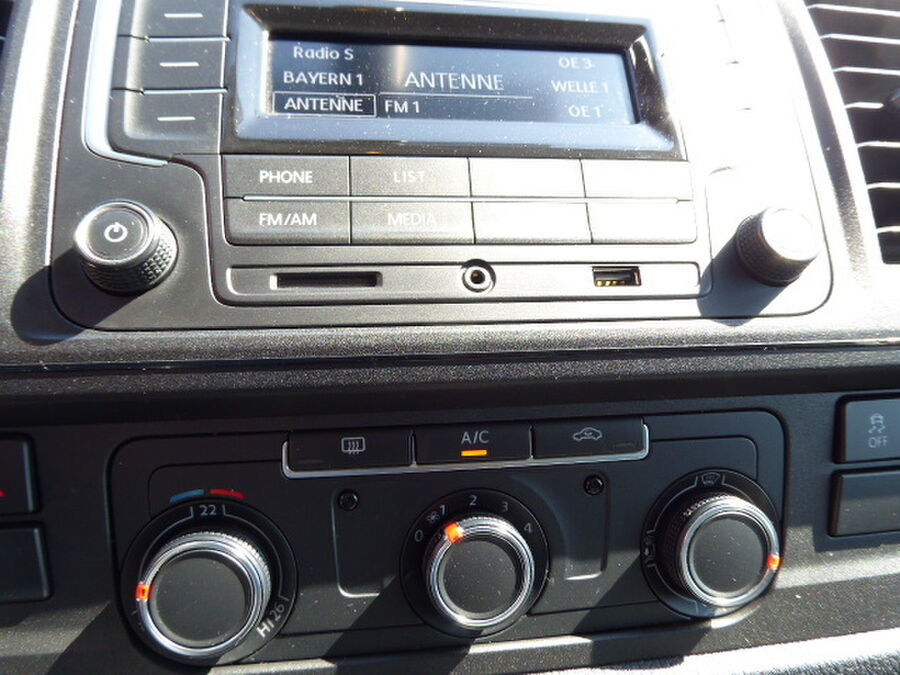 Radio S
OE 3
BAYERN 1
ANTENNE
WELLE 1
ANTENNE
FM 1
OE 1
PHONE
LIST
FM/AM
MEDIA
A/C
OFF
22
Hi 26
0 1 2 3 4